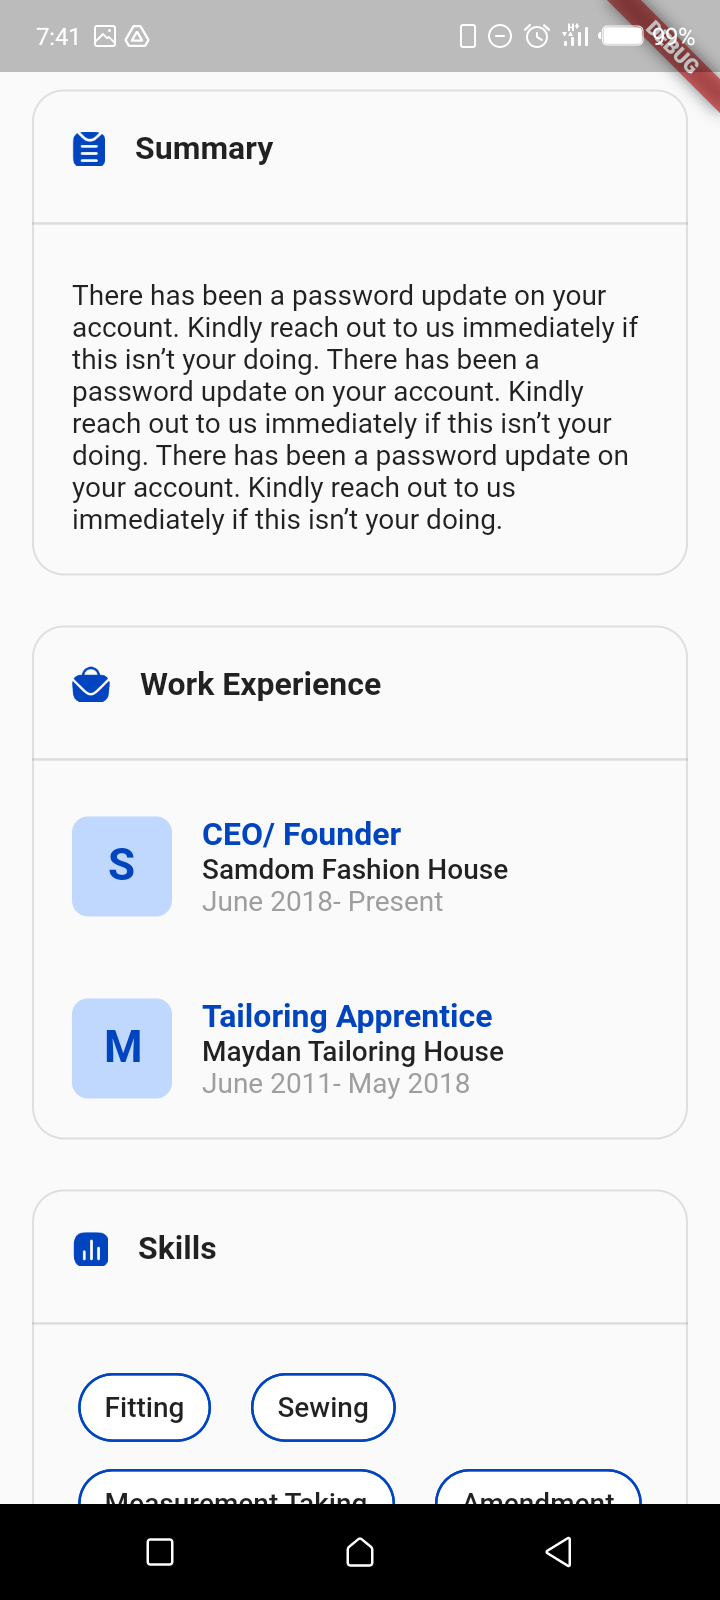 7:41
99%
DEBUG
Summary
There has been a password update on your
account. Kindly reach out to us immediately if
this isn’t your doing. There has been a
password update on your account. Kindly
reach out to us immediately if this isn’t your
doing. There has been a password update on
your account. Kindly reach out to us
immediately if this isn’t your doing.
Work Experience
S
CEO/ Founder
Samdom Fashion House
June 2018- Present
M
Tailoring Apprentice
Maydan Tailoring House
June 2011- May 2018
Skills
Fitting Sewing
Measurement Taking Amendment